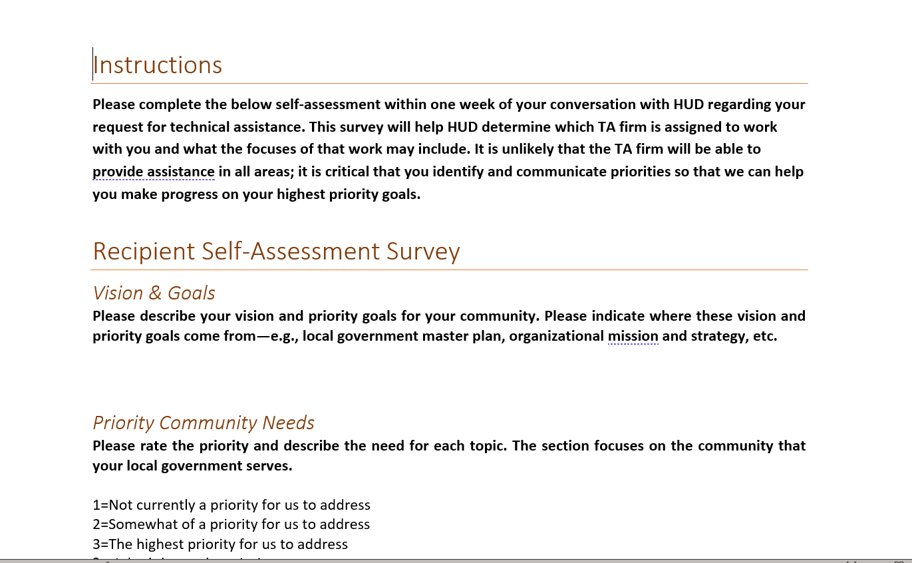 Instructions
Please complete the below self-assessment within one week of your conversation with HUD regarding your
request for technical assistance. This survey will help HUD determine which TA firm is assigned to work
with you and what the focuses of that work may include. It is unlikely that the TA firm will be able to
provide assistance in all areas; it is critical that you identify and communicate priorities so that we can help
you make progress on your highest priority goals.
Recipient Self-Assessment Survey
Vision & Goals
Please describe your vision and priority goals for your community. Please indicate where these vision and
priority goals come from—e.g., local government master plan, organizational mission and strategy, etc.
Priority Community Needs
Please rate the priority and describe the need for each topic. The section focuses on the community that
your local government serves.
1=Not currently a priority for us to address
2=Somewhat of a priority for us to address
3=The highest priority for us to address